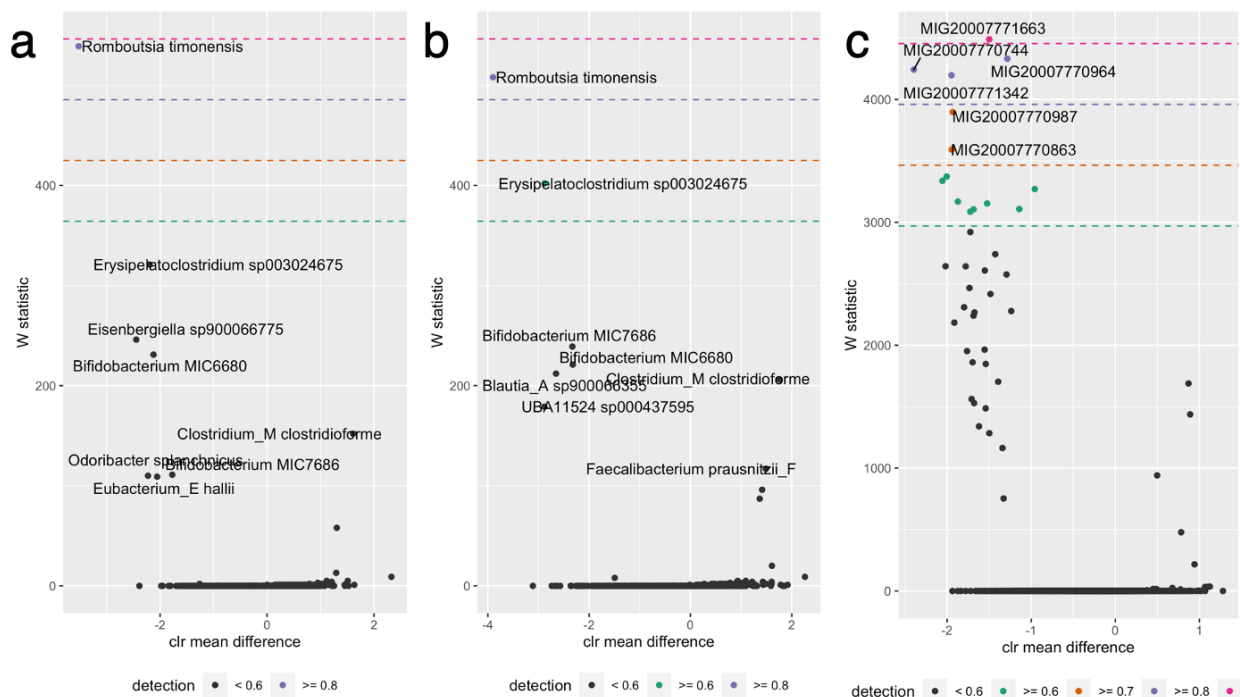 a
Romboutsia timonensis
400
Erysipelatoclostridium sp003024675
Eisenbergiella sp900066775
Bifidobacterium MIC6680
200
Clostridium_M clostridioforme
Odoribacter splanchnicus
Bifidobacterium MIC7686
Eubacterium_E hallii
0
W statistic
-2 0 2
clr mean difference
detection < 0.6 >= 0.8
b
Romboutsia timonensis
400
Erysipelatoclostridium sp003024675
Bifidobacterium MIC7686
Bifidobacterium MIC6680
Clostridium_M clostridioforme
200
Blautia_A sp900066355
UBA11524 sp000437595
Faecalibacterium prausnitzii_F
0
W statistic
-4 -2 0 2
clr mean difference
detection < 0.6 >= 0.6 >= 0.8
c
MIG20007771663
MIG20007770744
MIG20007770964
MIG20007771342
4000
MIG20007770987
MIG20007770863
3000
2000
1000
0
W statistic
-2 -1 0 1
clr mean difference
detection < 0.6 >= 0.6 >= 0.7 >= 0.8